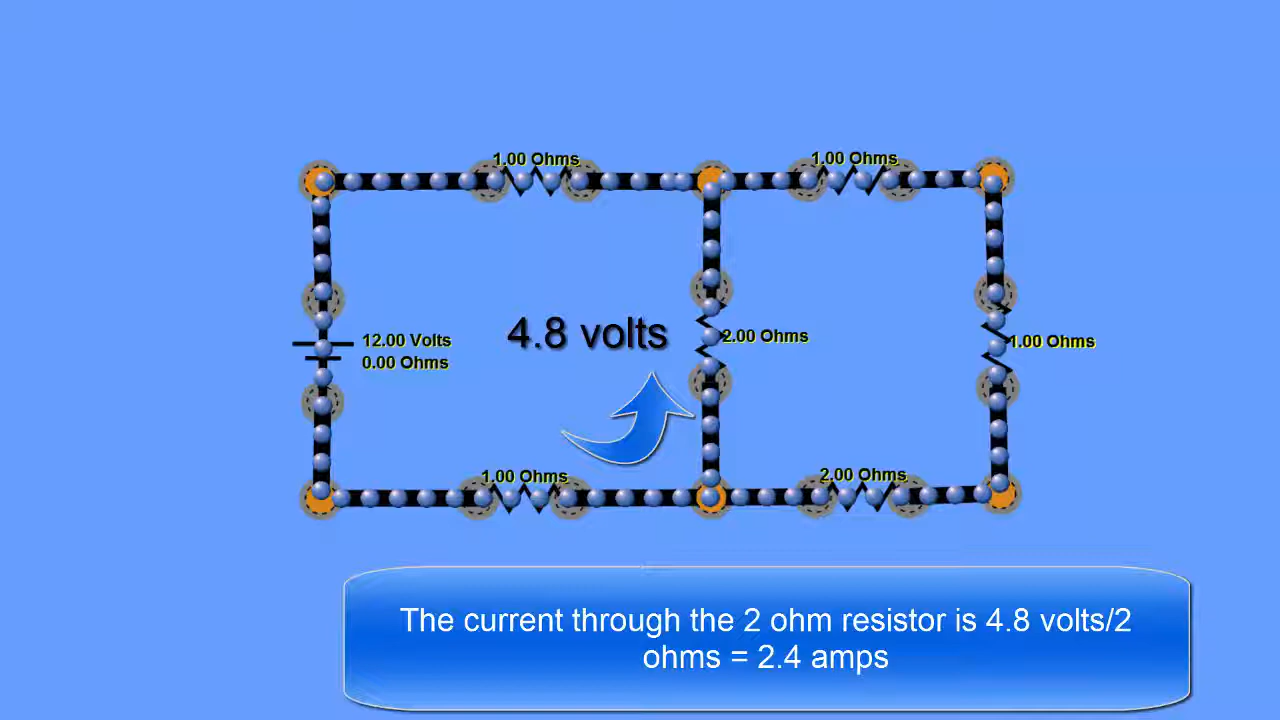 1.00 Ohms
1.00 Ohms
12.00 Volts
0.00 Ohms
4.8 volts
2.00 Ohms
1.00 Ohms
1.00 Ohms
2.00 Ohms
The current through the 2 ohm resistor is 4.8 volts/2
ohms = 2.4 amps